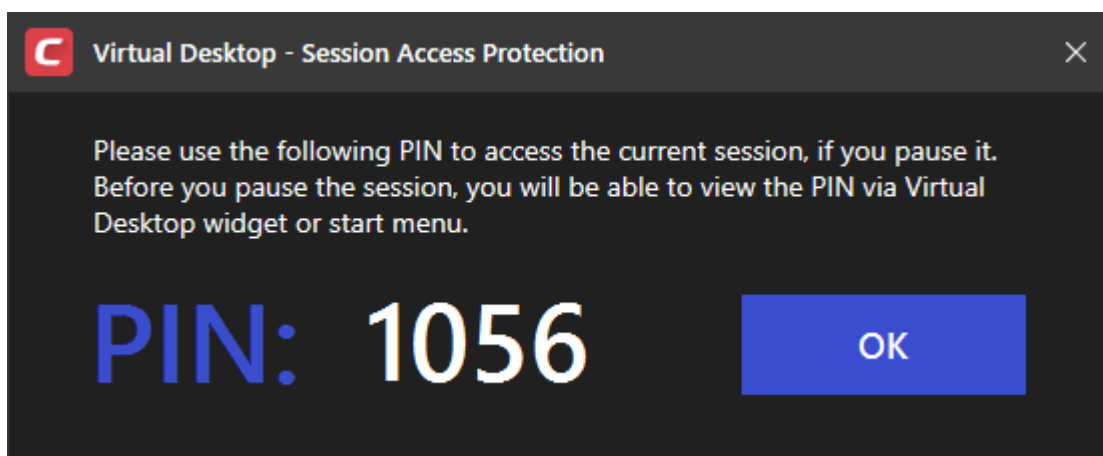 Virtual Desktop - Session Access Protection
Please use the following PIN to access the current session, if you pause it.
Before you pause the session, you will be able to view the PIN via Virtual
Desktop widget or start menu.
PIN: 1056
OK